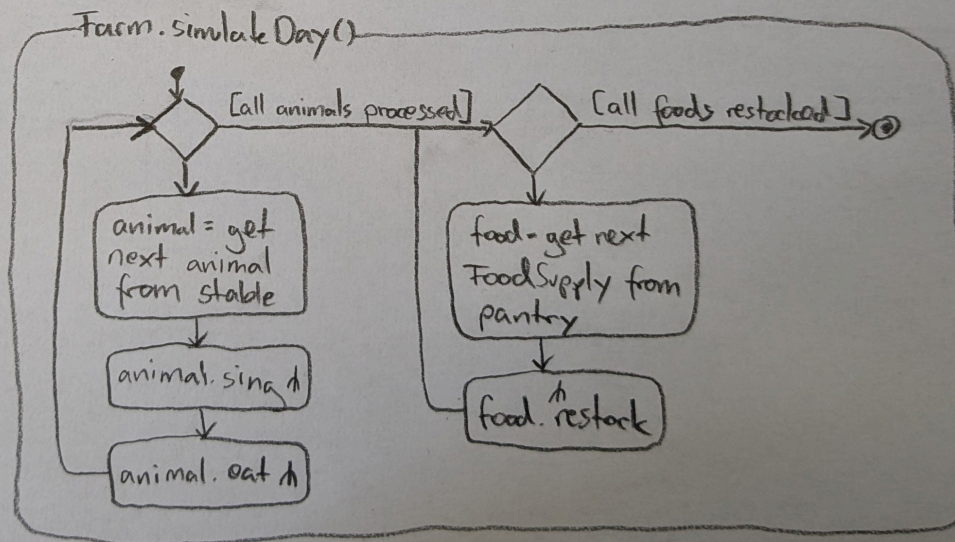 Farm.simulateDay()
[all animals processed]
[all foods restocked]
animal = get
next animal
from stable
animal.sing
animal.eat
food = get next
FoodSupply from
pantry
food.restock